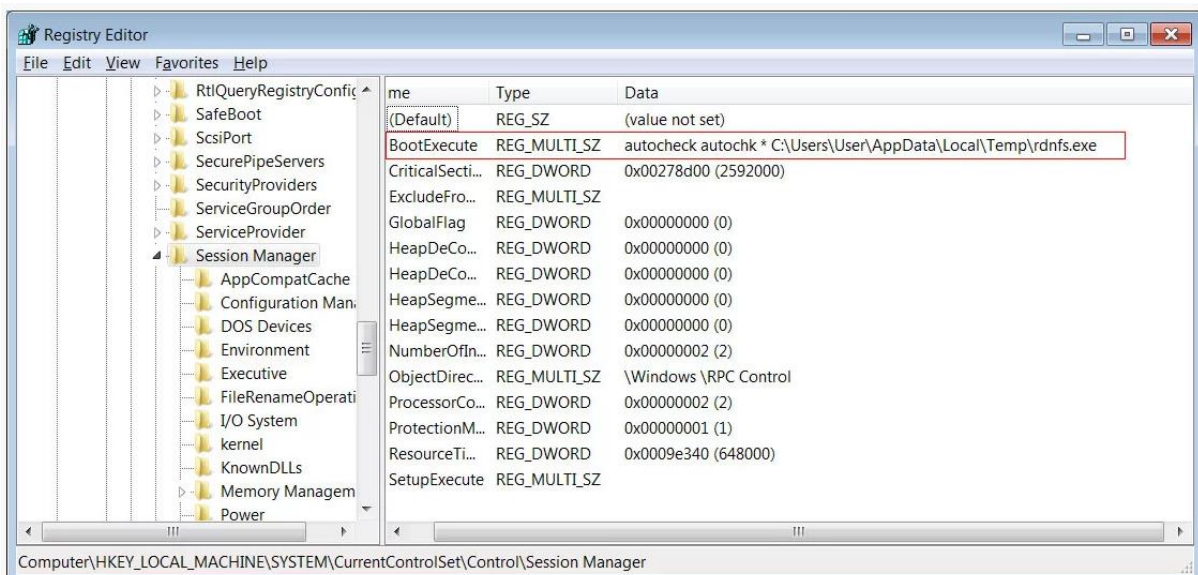 Registry Editor
File Edit View Favorites Help
RtlQueryRegistryConfig
SafeBoot
ScsiPort
SecurePipeServers
SecurityProviders
ServiceGroupOrder
ServiceProvider
Session Manager
AppCompatCache
Configuration Mana
DOS Devices
Environment
Executive
FileRenameOperati
I/O System
kernel
KnownDLLs
Memory Managem
Power
me Type Data
(Default) REG_SZ (value not set)
BootExecute REG_MULTI_SZ autocheck autochk * C:\Users\User\AppData\Local\Temp\rdnfs.exe
CriticalSecti... REG_DWORD 0x00278d00 (2592000)
ExcludeFro... REG_MULTI_SZ
GlobalFlag REG_DWORD 0x00000000 (0)
HeapDeCo... REG_DWORD 0x00000000 (0)
HeapDeCo... REG_DWORD 0x00000000 (0)
HeapSegme... REG_DWORD 0x00000000 (0)
HeapSegme... REG_DWORD 0x00000000 (0)
NumberOfIn... REG_DWORD 0x00000002 (2)
ObjectDirec... REG_MULTI_SZ \Windows \RPC Control
ProcessorCo... REG_DWORD 0x00000002 (2)
ProtectionM... REG_DWORD 0x00000001 (1)
ResourceTi... REG_DWORD 0x0009e340 (648000)
SetupExecute REG_MULTI_SZ
Computer\HKEY_LOCAL_MACHINE\SYSTEM\CurrentControlSet\Control\Session Manager